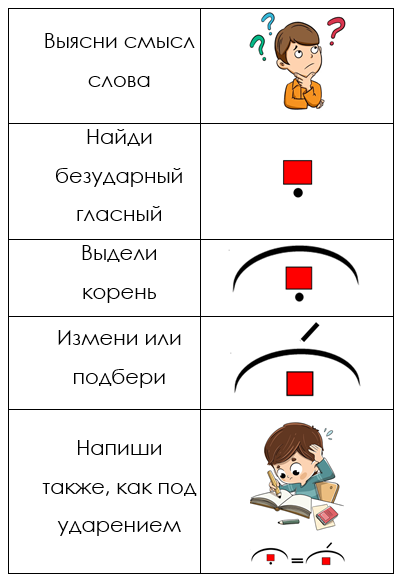 Выясни смысл
слова
Найди
безударный
гласный
Выдели
корень
Измени или
подбери
Напиши
также, как под
ударением